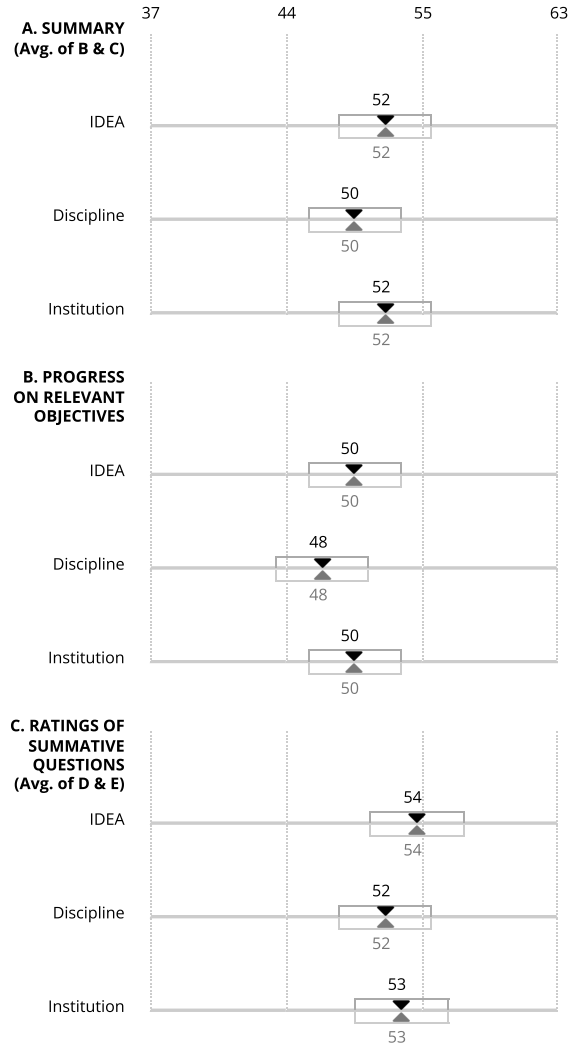 37 44 55 63
A. SUMMARY
(Avg. of B & C)
52
IDEA
52
50
Discipline
50
52
Institution
52
B. PROGRESS
ON RELEVANT
OBJECTIVES
50
IDEA
50
48
Discipline
48
50
Institution
50
C. RATINGS OF
SUMMATIVE
QUESTIONS
(Avg. of D & E)
54
IDEA
54
52
Discipline
52
53
Institution
53